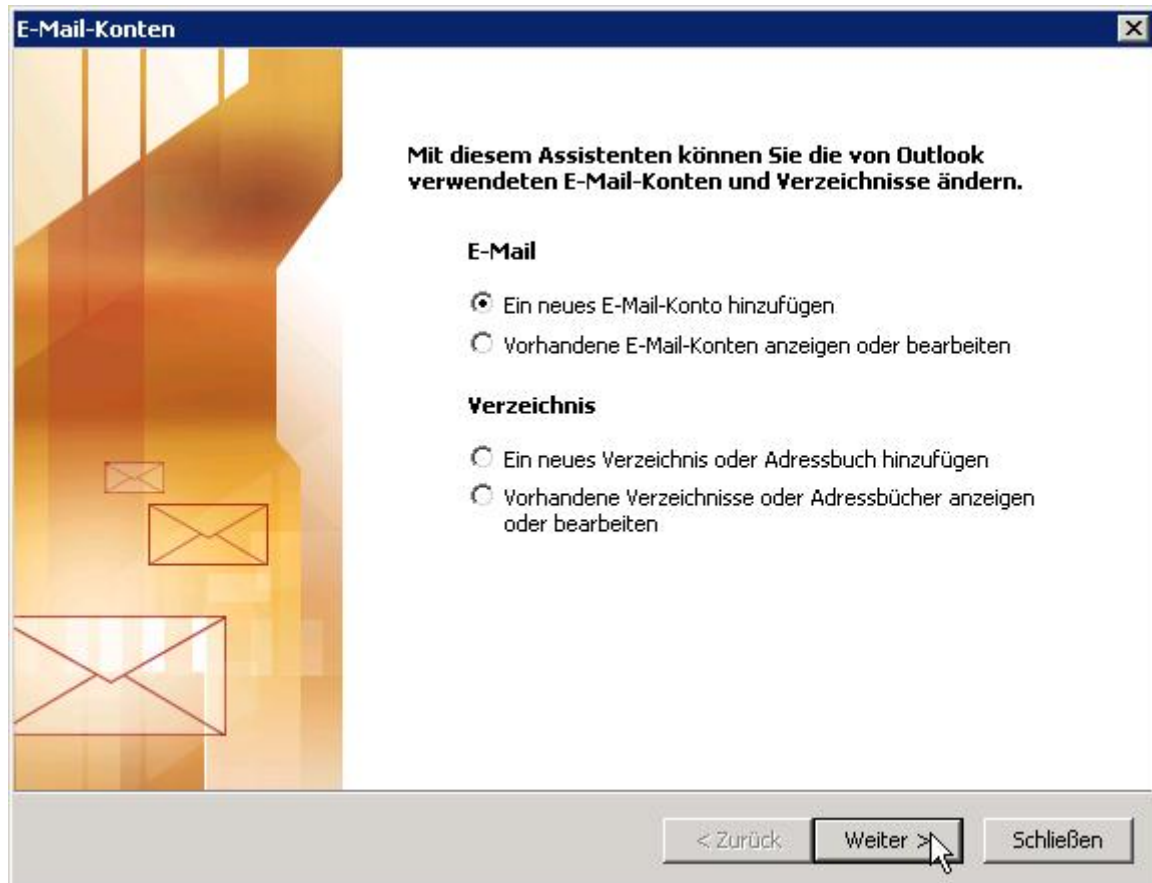 E-Mail-Konten
Mit diesem Assistenten können Sie die von Outlook
verwendeten E-Mail-Konten und Verzeichnisse ändern.
E-Mail
Ein neues E-Mail-Konto hinzufügen
Vorhandene E-Mail-Konten anzeigen oder bearbeiten
Verzeichnis
Ein neues Verzeichnis oder Adressbuch hinzufügen
Vorhandene Verzeichnisse oder Adressbücher anzeigen
oder bearbeiten
< Zurück
Weiter >
Schließen